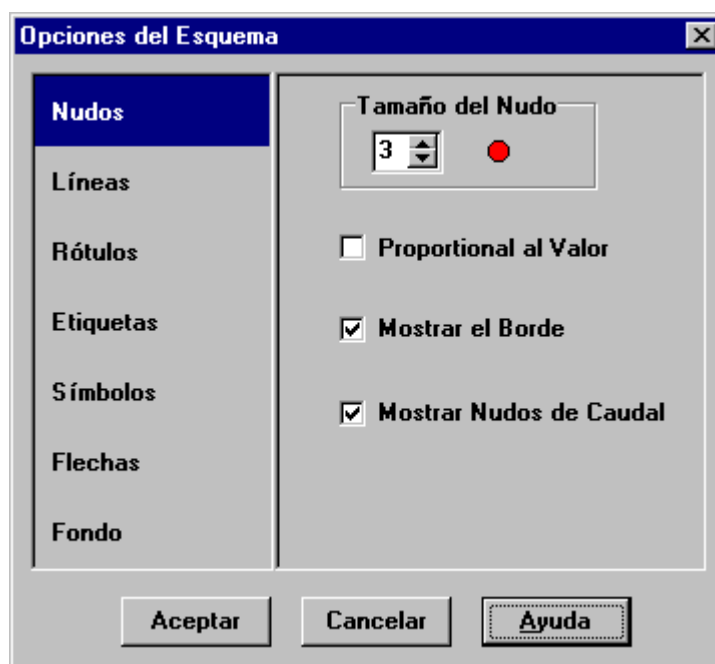 Opciones del Esquema
Nudos
Líneas
Rótulos
Etiquetas
Símbolos
Flechas
Fondo
Tamaño del Nudo
3
Proportional al Valor
Mostrar el Borde
Mostrar Nudos de Caudal
Aceptar
Cancelar
Ayuda